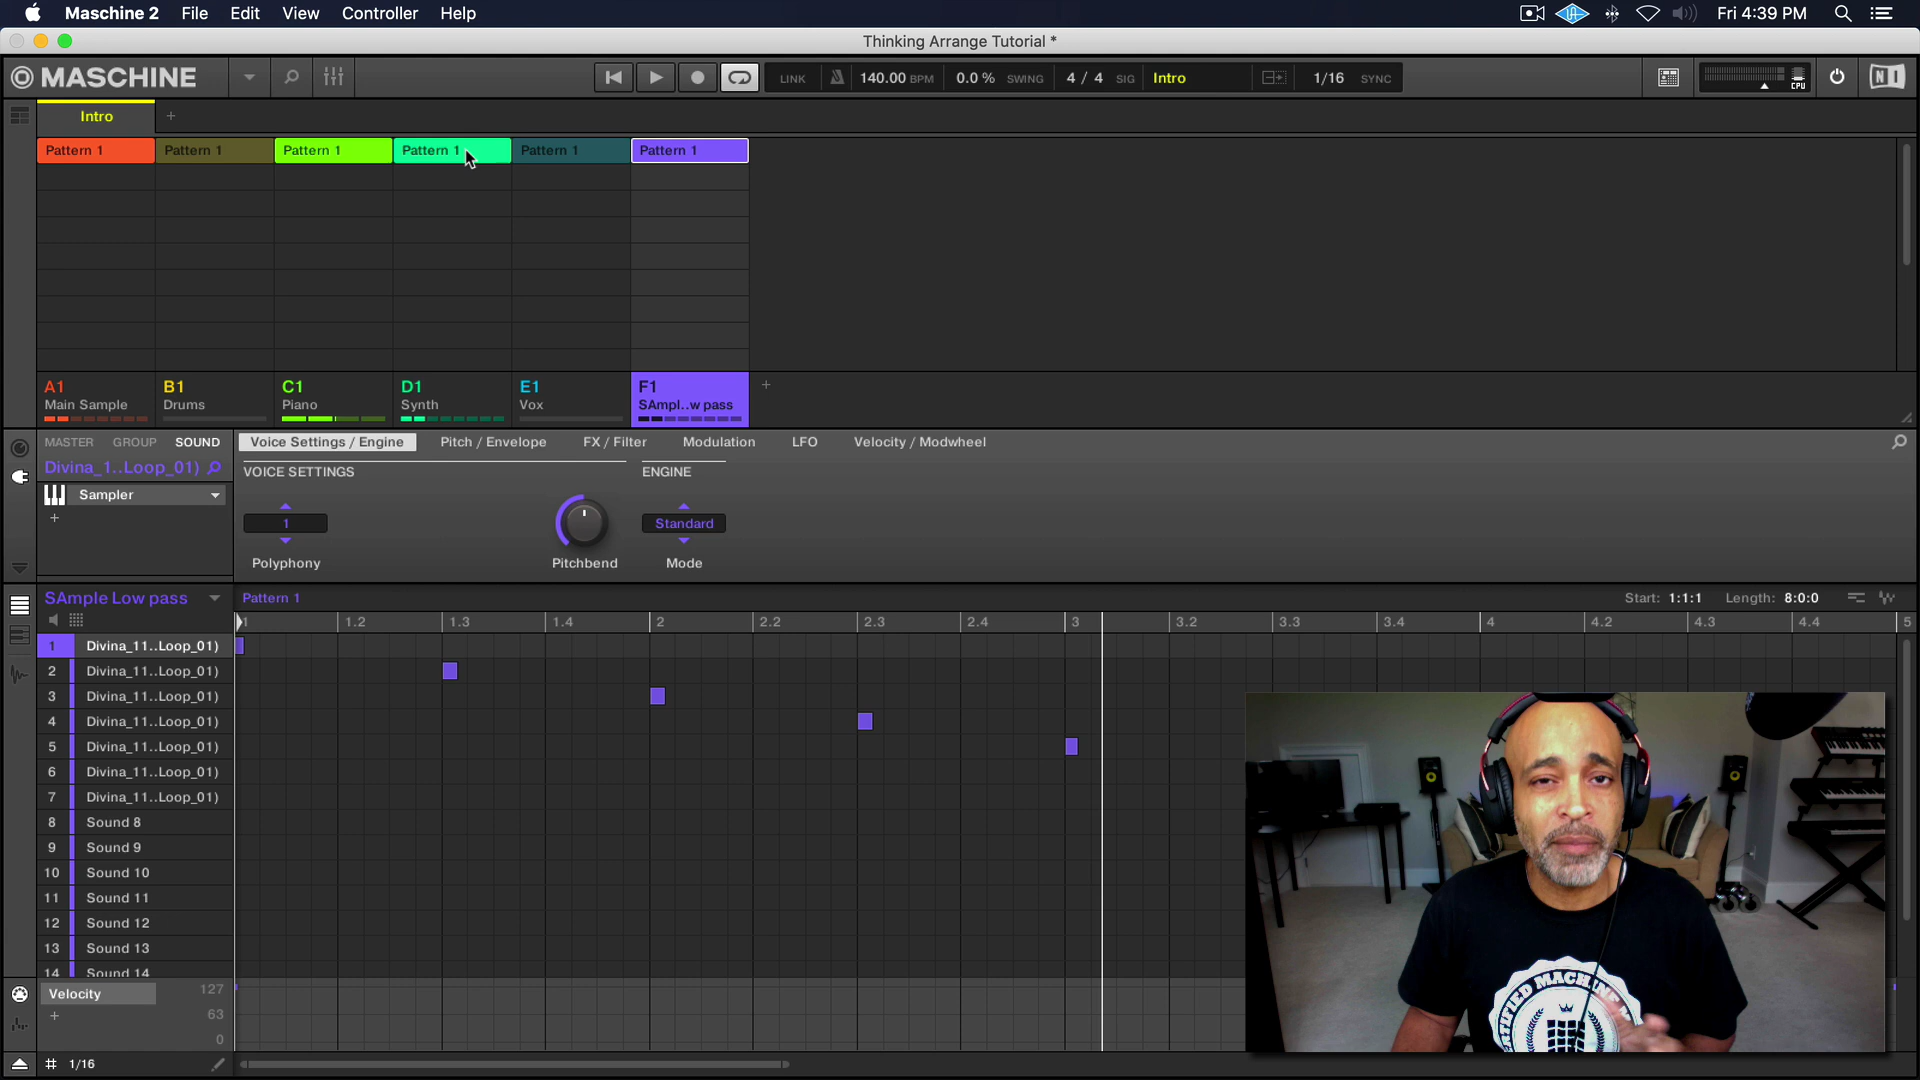 Maschine 2 File Edit View Controller Help Fri 4:39 PM
Thinking Arrange Tutorial *
MASCHINE LINK 140.00 BPM 0.0 % SWING 4 / 4 SIG Intro 1/16 SYNC CPU NI
Intro +
Pattern 1 Pattern 1 Pattern 1 Pattern 1 Pattern 1 Pattern 1
A1 B1 C1 D1 E1 F1 +
Main Sample Drums Piano Synth Vox SAmpl..w pass
MASTER GROUP SOUND Voice Settings / Engine Pitch / Envelope FX / Filter Modulation LFO Velocity / Modwheel
Divina_1..Loop_01) VOICE SETTINGS ENGINE
Sampler
+ 1 Standard
Polyphony Pitchbend Mode
SAmple Low pass Pattern 1 Start: 1:1:1 Length: 8:0:0
1 1.2 1.3 1.4 2 2.2 2.3 2.4 3 3.2 3.3 3.4 4 4.2 4.3 4.4 5
1 Divina_11..Loop_01)
2 Divina_11..Loop_01)
3 Divina_11..Loop_01)
4 Divina_11..Loop_01)
5 Divina_11..Loop_01)
6 Divina_11..Loop_01)
7 Divina_11..Loop_01)
8 Sound 8
9 Sound 9
10 Sound 10
11 Sound 11
12 Sound 12
13 Sound 13
14 Sound 14
Velocity 127
+ 63
0
# 1/16